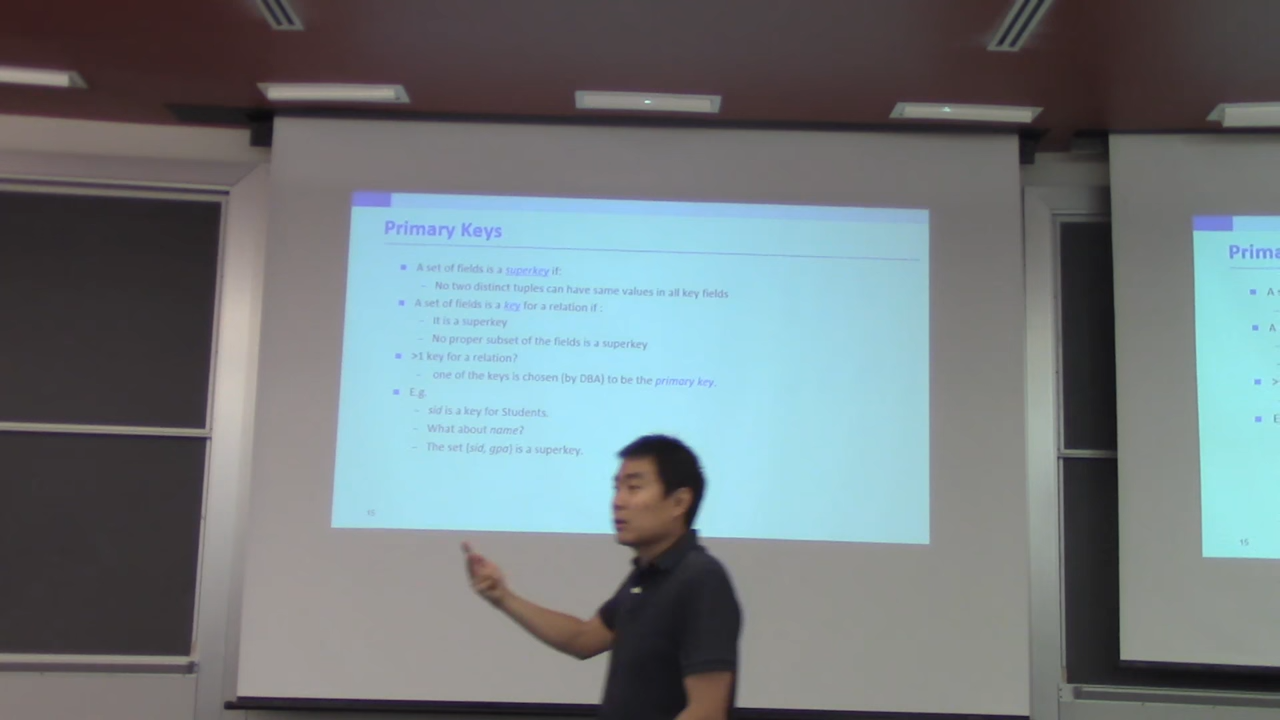 Primary Keys
A set of fields is a superkey if:
– No two distinct tuples can have same values in all key fields
A set of fields is a key for a relation if :
– It is a superkey
– No proper subset of the fields is a superkey
>1 key for a relation?
– one of the keys is chosen (by DBA) to be the primary key.
E.g.
– sid is a key for Students.
– What about name?
– The set {sid, gpa} is a superkey.
15
Prima
A s
A
>
E
15